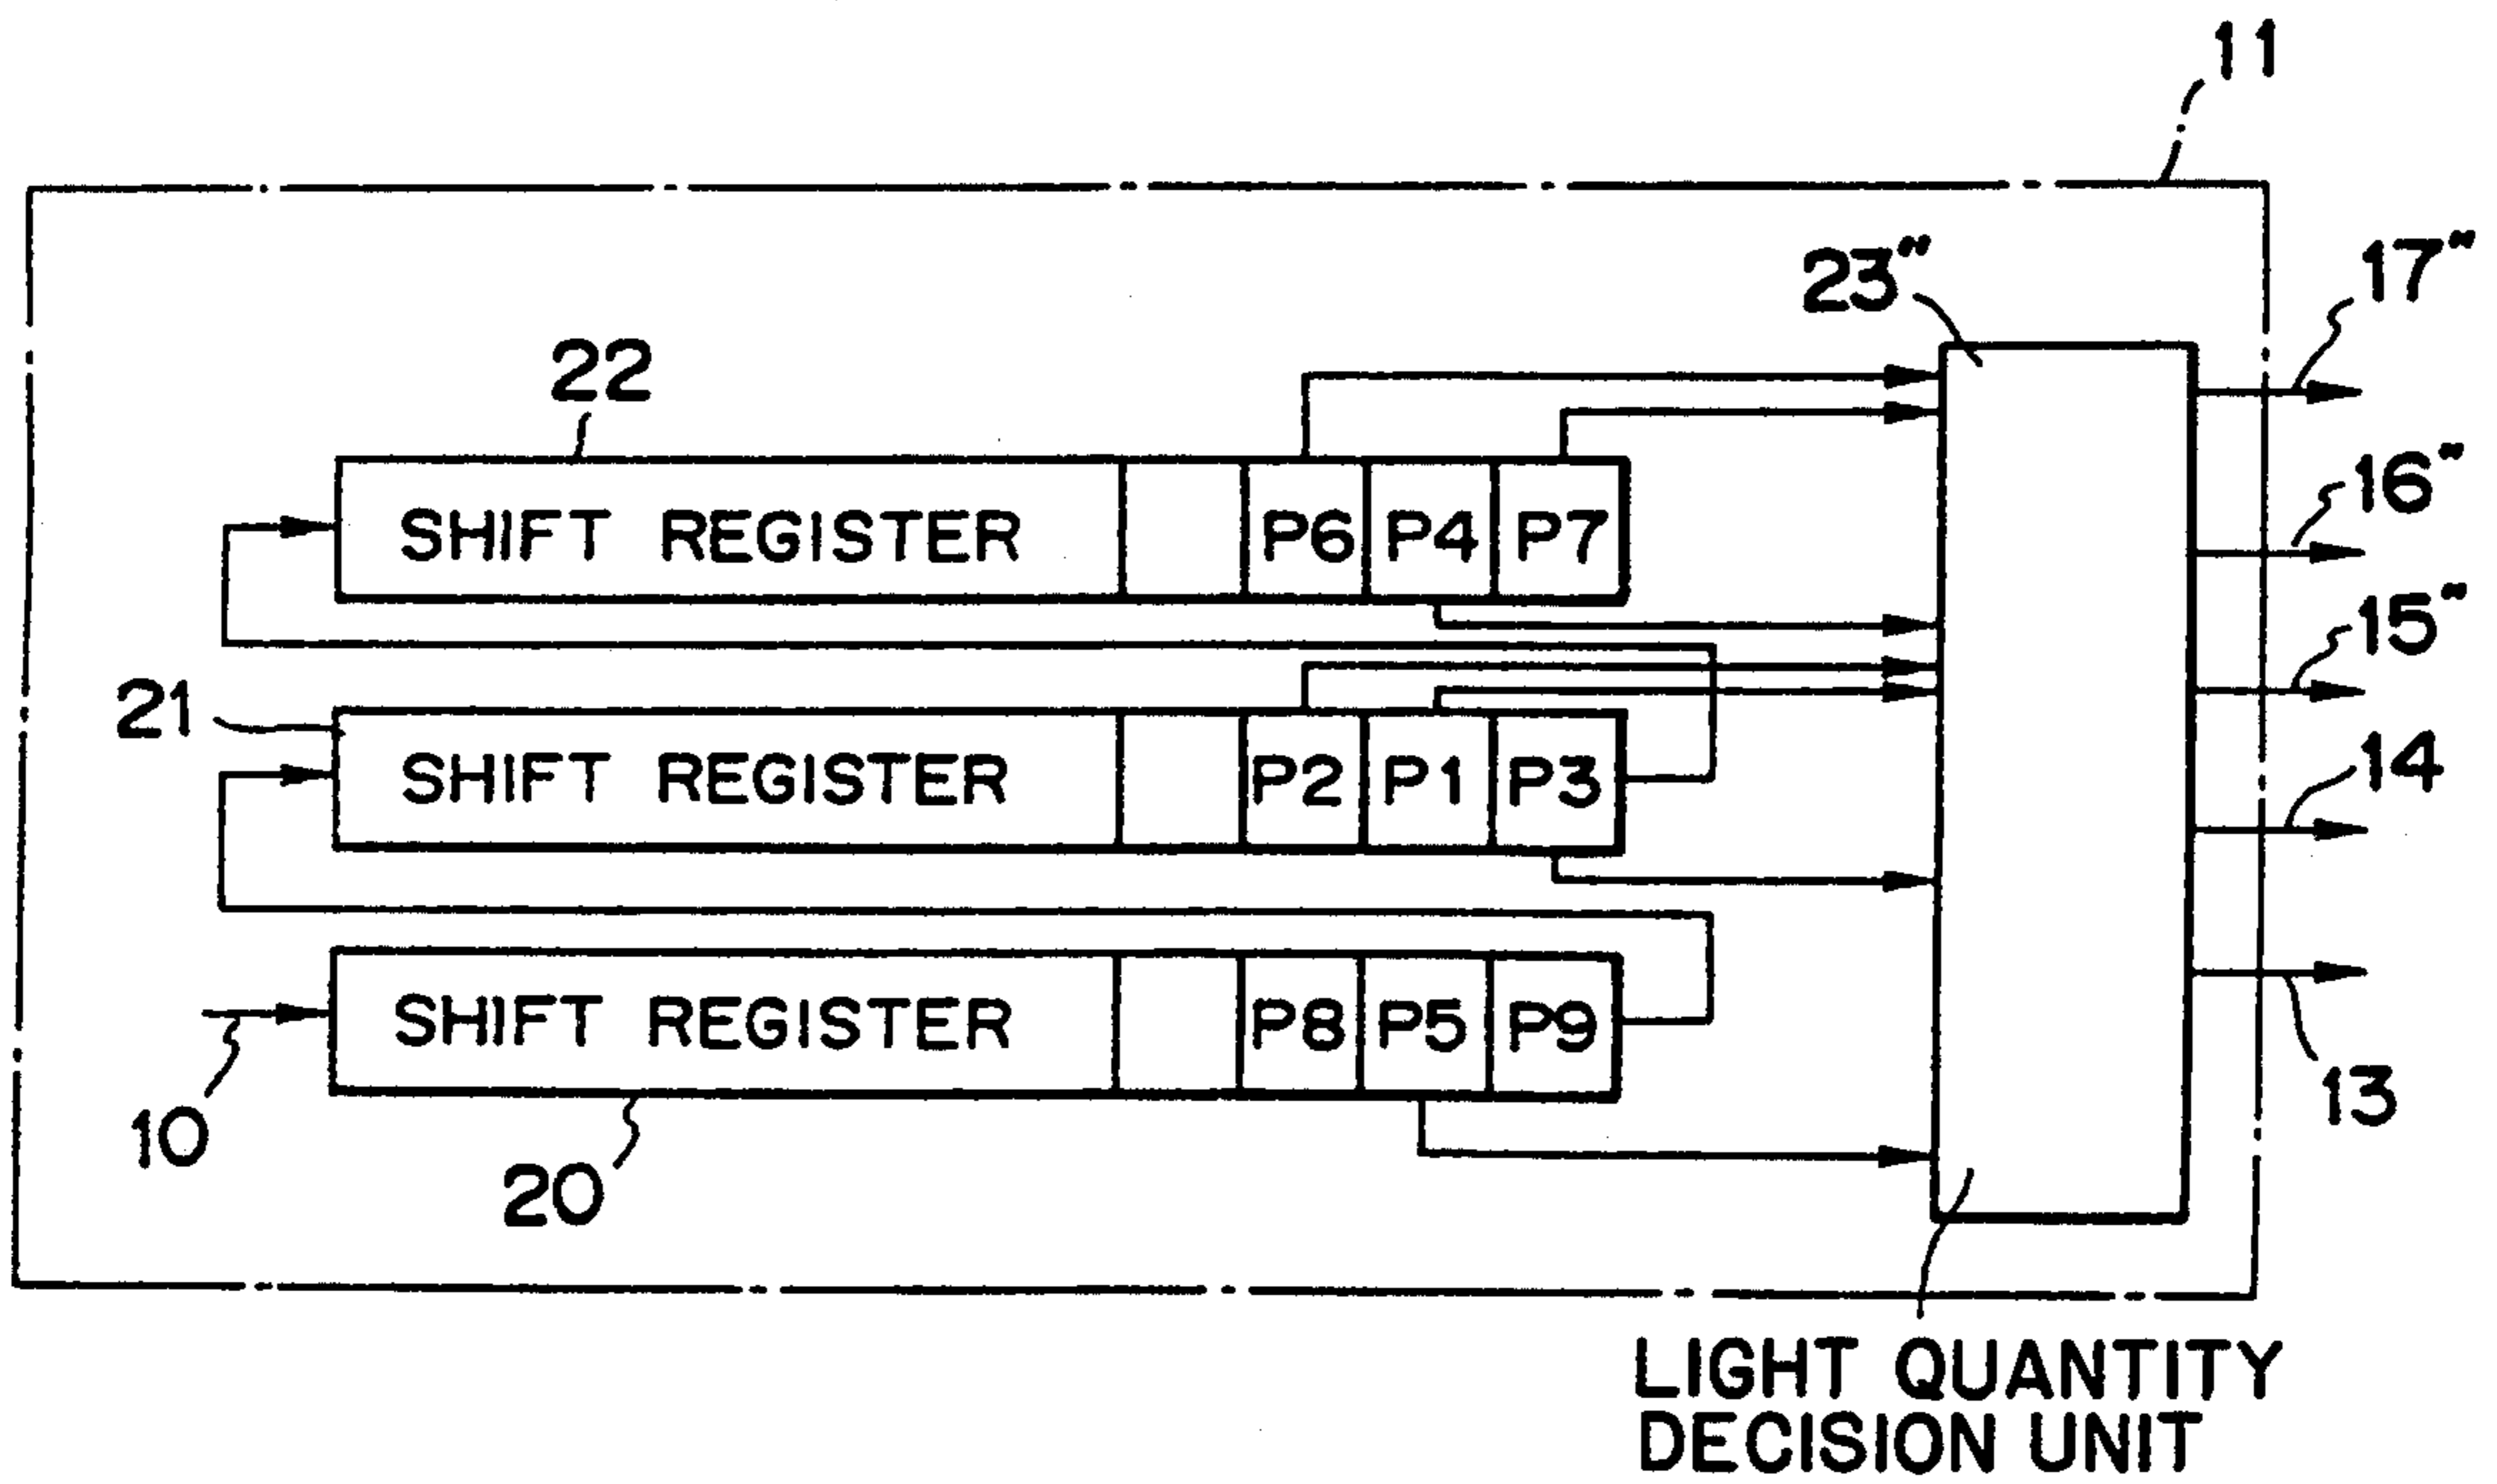 11
23"
17"
22
16"
SHIFT REGISTER P6 P4 P7
15"
21
14
SHIFT REGISTER P2 P1 P3
SHIFT REGISTER P8 P5 P9
13
10
20
LIGHT QUANTITY
DECISION UNIT